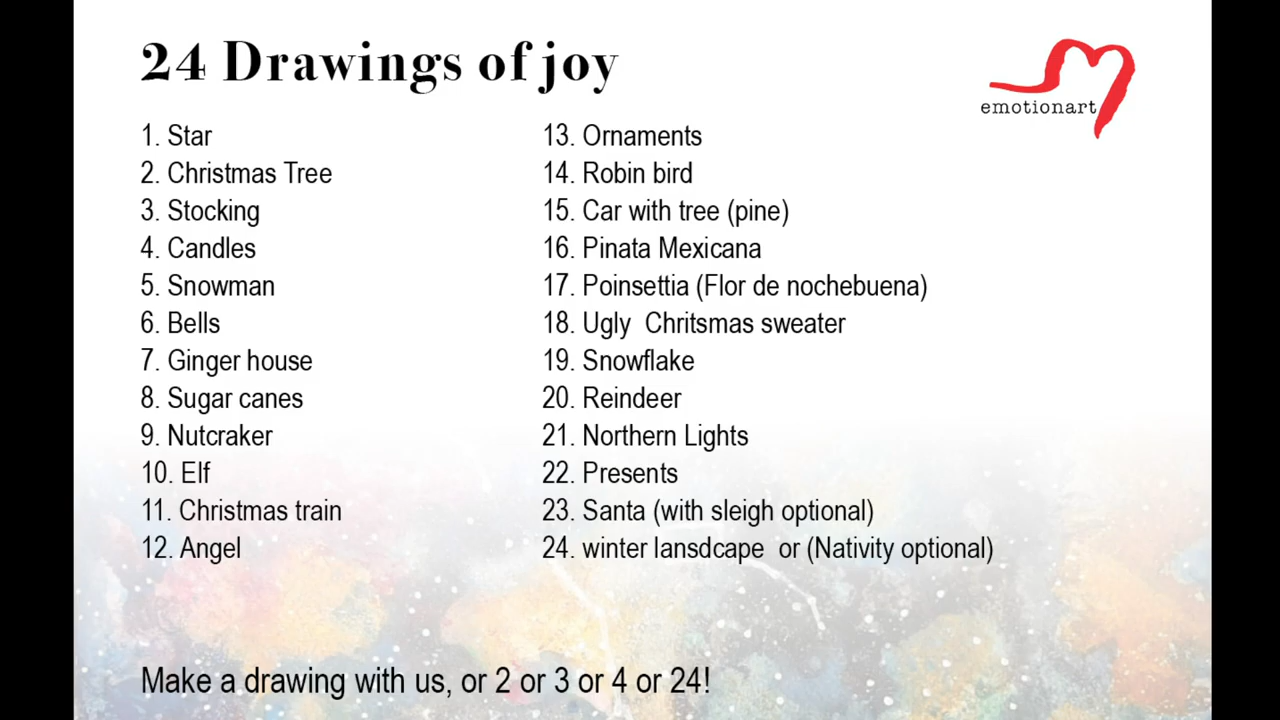 24 Drawings of joy
emotionart
1. Star
2. Christmas Tree
3. Stocking
4. Candles
5. Snowman
6. Bells
7. Ginger house
8. Sugar canes
9. Nutcraker
10. Elf
11. Christmas train
12. Angel
13. Ornaments
14. Robin bird
15. Car with tree (pine)
16. Pinata Mexicana
17. Poinsettia (Flor de nochebuena)
18. Ugly  Chritsmas sweater
19. Snowflake
20. Reindeer
21. Northern Lights
22. Presents
23. Santa (with sleigh optional)
24. winter lansdcape  or (Nativity optional)
Make a drawing with us, or 2 or 3 or 4 or 24!